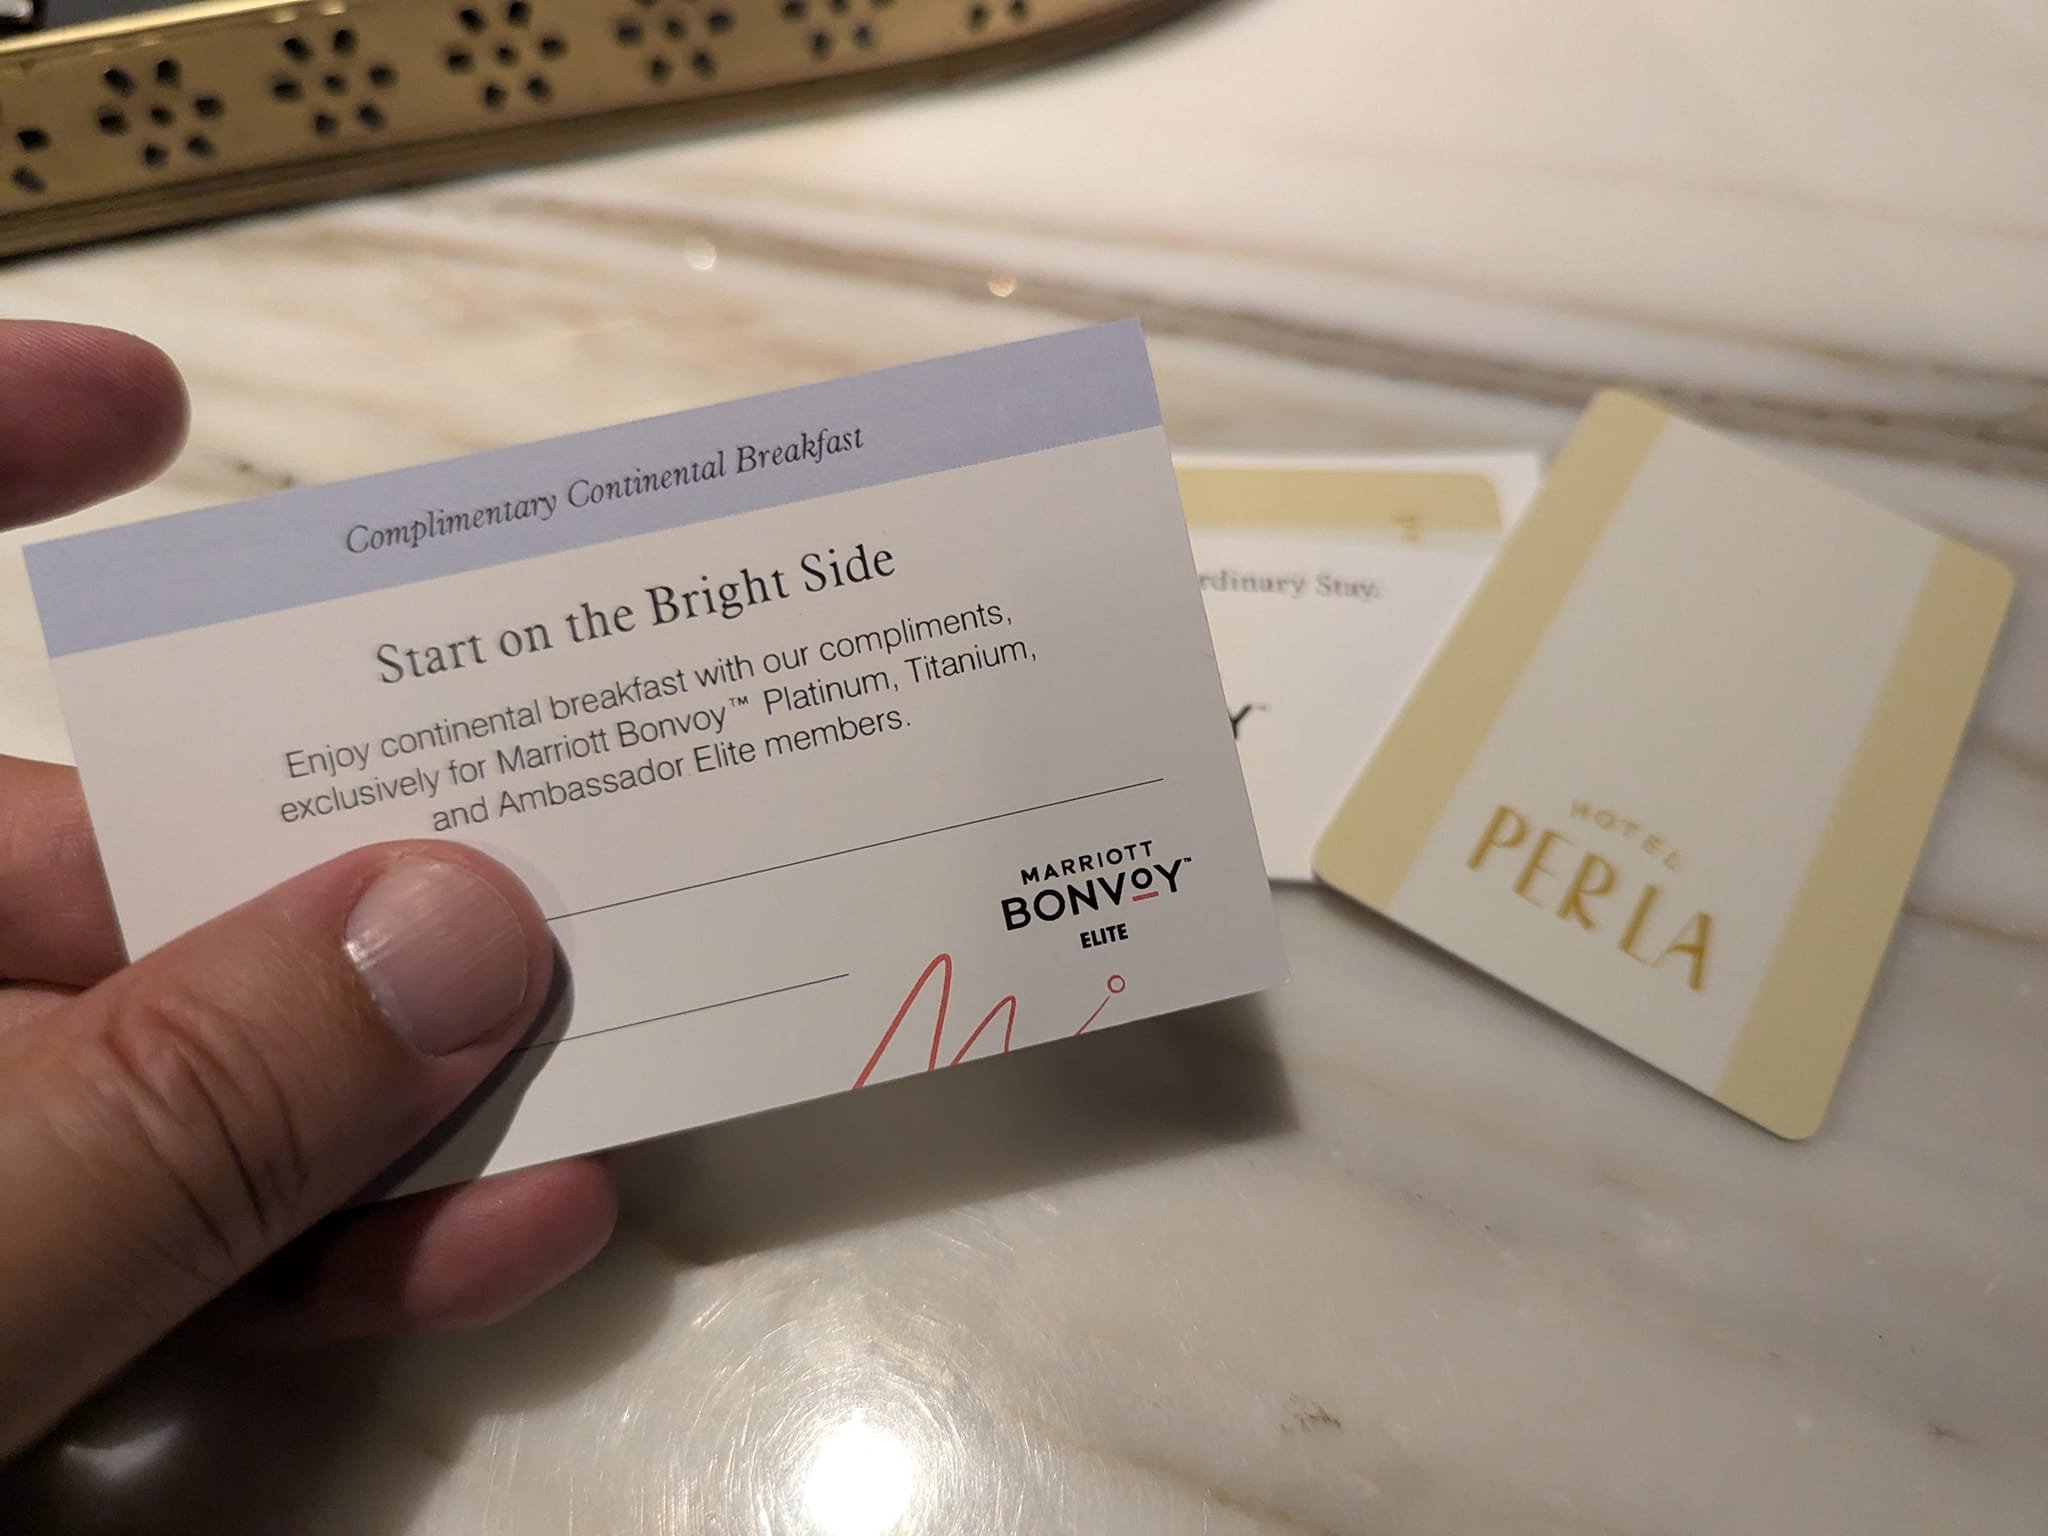 Complimentary Continental Breakfast
Start on the Bright Side
Enjoy continental breakfast with our compliments,
exclusively for Marriott Bonvoy™ Platinum, Titanium,
and Ambassador Elite members.
MARRIOTT
BONVOY™
ELITE
Stay.
HOTEL
PERLA